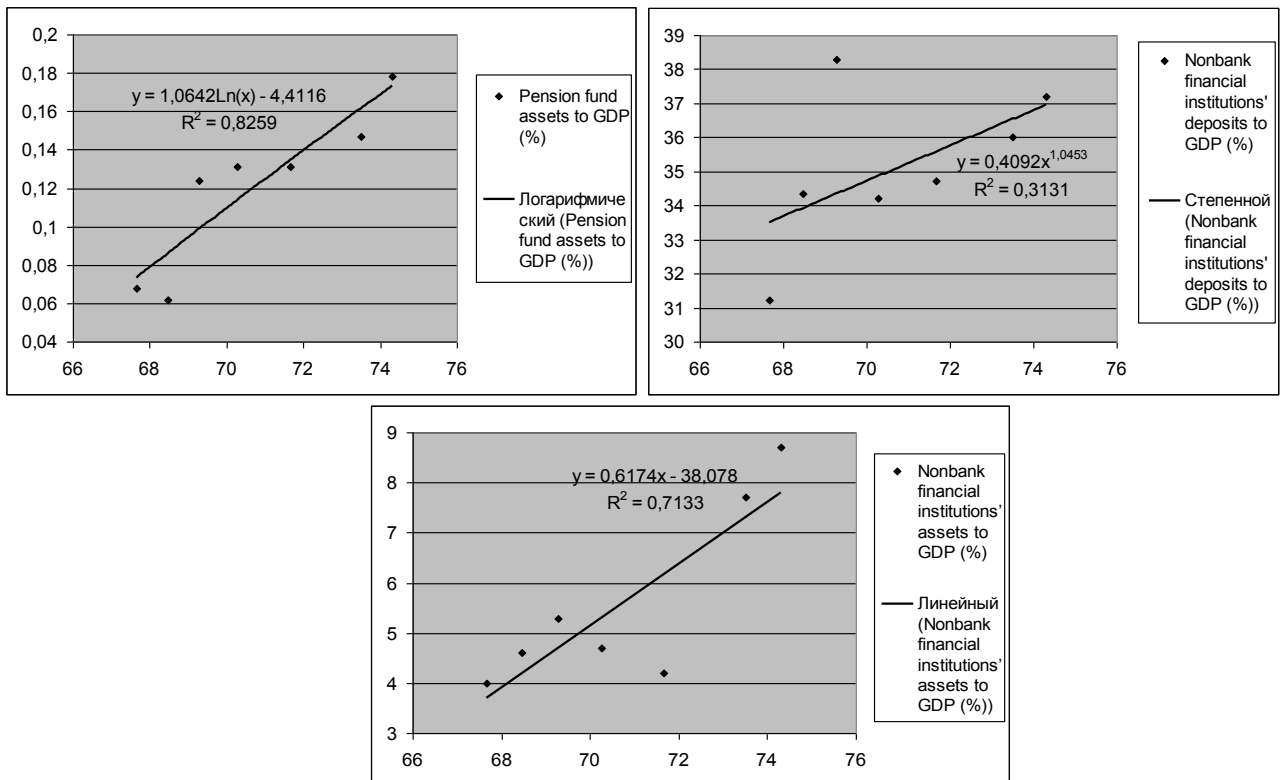 0,2
0,18
0,16
0,14
0,12
0,1
0,08
0,06
0,04
66 68 70 72 74 76
y = 1,0642Ln(x) - 4,4116
R² = 0,8259
Pension fund
assets to GDP
(%)
Логарифмиче
ский (Pension
fund assets to
GDP (%))
39
38
37
36
35
34
33
32
31
30
66 68 70 72 74 76
y = 0,4092x^1,0453
R² = 0,3131
Nonbank
financial
institutions'
deposits to
GDP (%)
Степенной
(Nonbank
financial
institutions'
deposits to
GDP (%))
9
8
7
6
5
4
3
66 68 70 72 74 76
y = 0,6174x - 38,078
R² = 0,7133
Nonbank
financial
institutions’
assets to
GDP (%)
Линейный
(Nonbank
financial
institutions’
assets to
GDP (%))